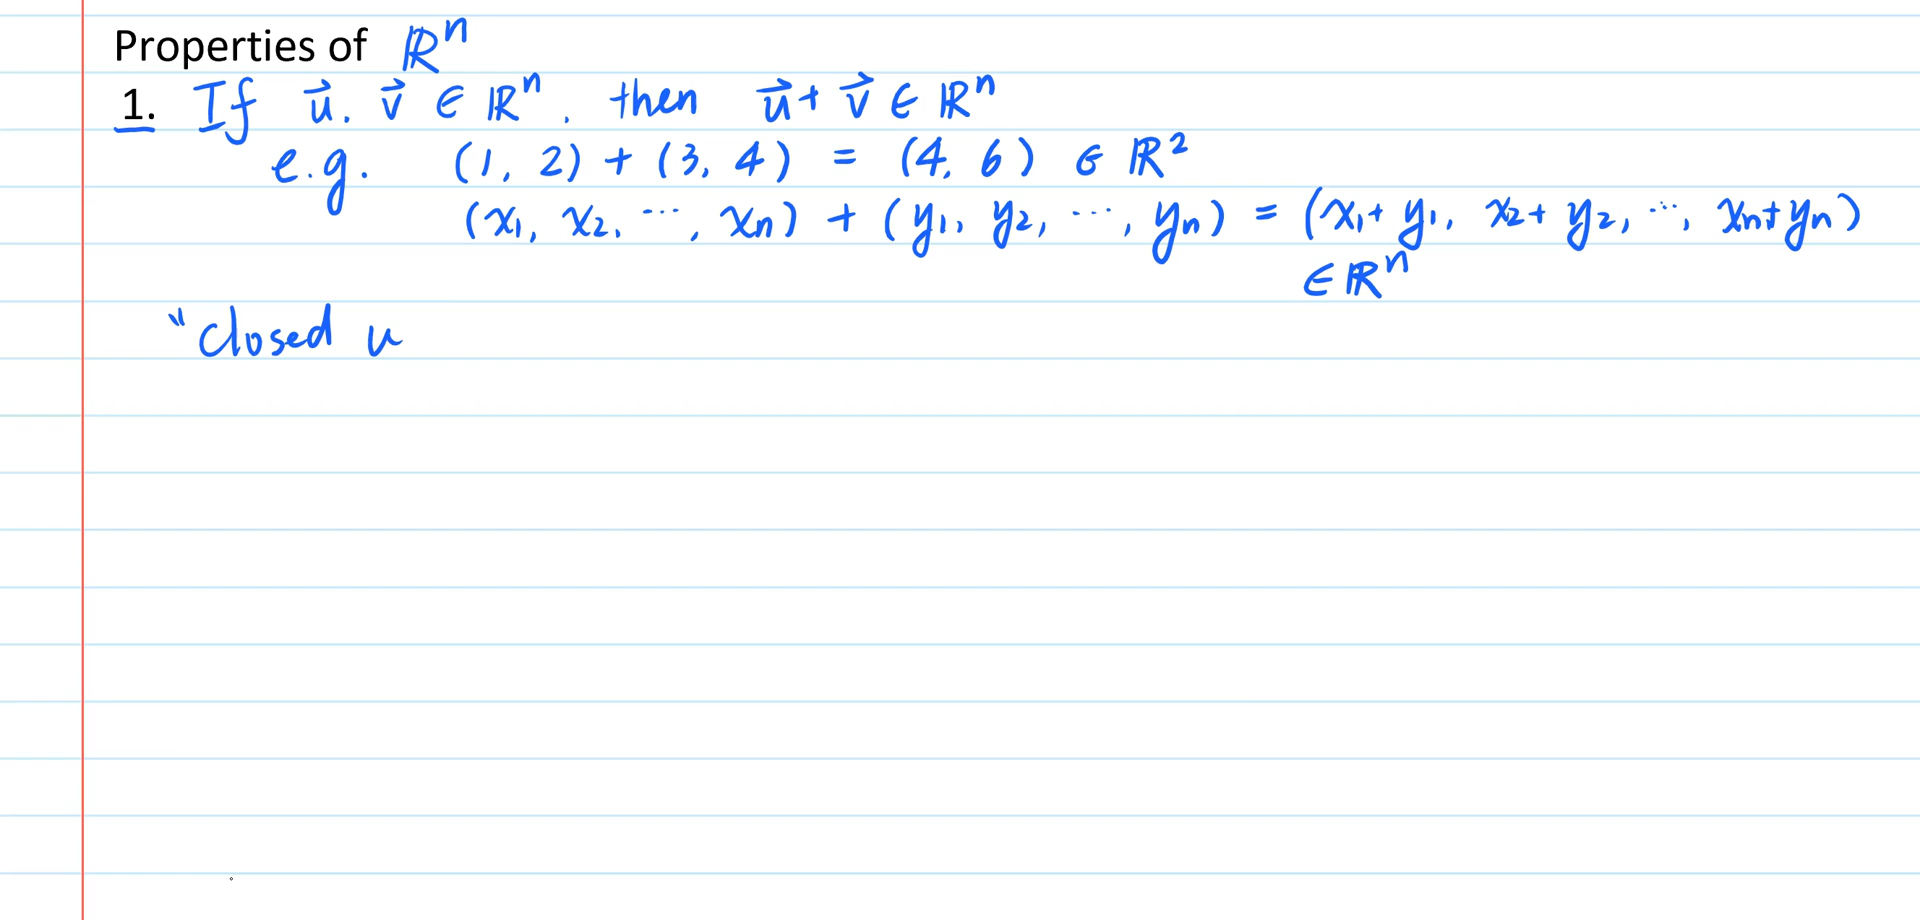 Properties of ℝⁿ
1. If u⃗, v⃗ ∈ ℝⁿ, then u⃗ + v⃗ ∈ ℝⁿ
e.g. (1, 2) + (3, 4) = (4, 6) ∈ ℝ²
(x₁, x₂, ⋯, xₙ) + (y₁, y₂, ⋯, yₙ) = (x₁+y₁, x₂+y₂, ⋯, xₙ+yₙ)
∈ ℝⁿ
"closed u